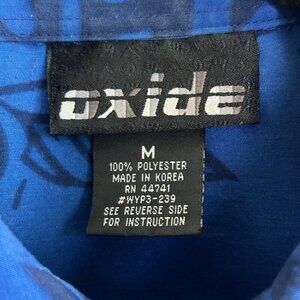 oxide
M
100% POLYESTER
MADE IN KOREA
RN 44741
#WYP3-239
SEE REVERSE SIDE
FOR INSTRUCTION